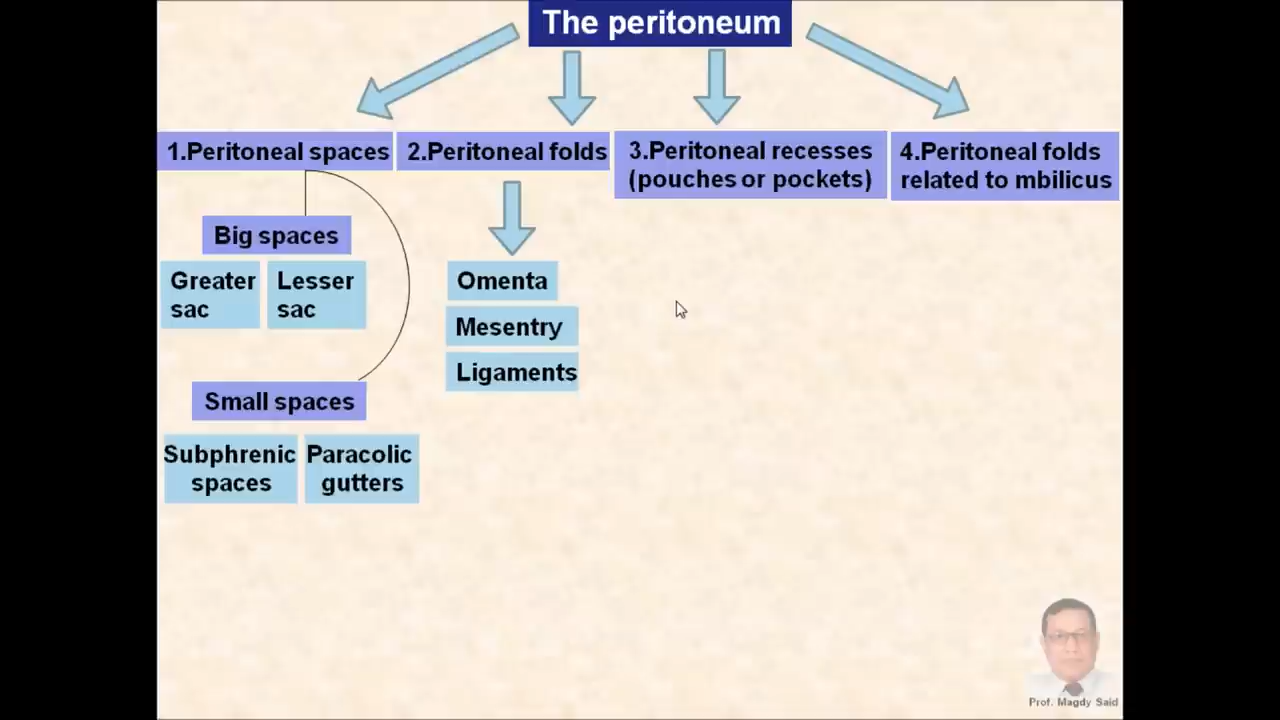 The peritoneum
1.Peritoneal spaces
2.Peritoneal folds
3.Peritoneal recesses
(pouches or pockets)
4.Peritoneal folds
related to mbilicus
Big spaces
Greater
sac
Lesser
sac
Small spaces
Subphrenic
spaces
Paracolic
gutters
Omenta
Mesentry
Ligaments
Prof. Magdy Said